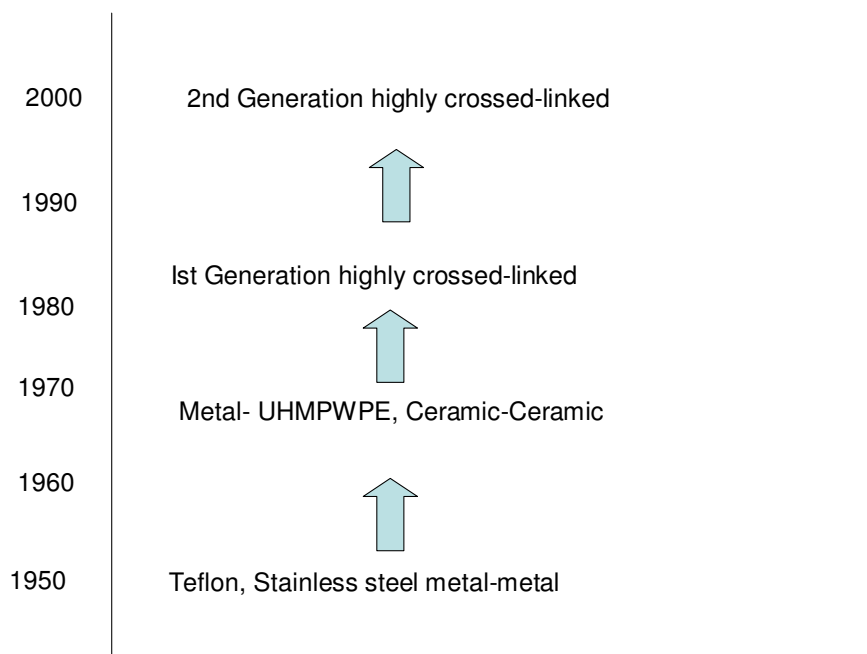 2000 2nd Generation highly crossed-linked
1990
Ist Generation highly crossed-linked
1980
1970
Metal- UHMPWPE, Ceramic-Ceramic
1960
1950 Teflon, Stainless steel metal-metal